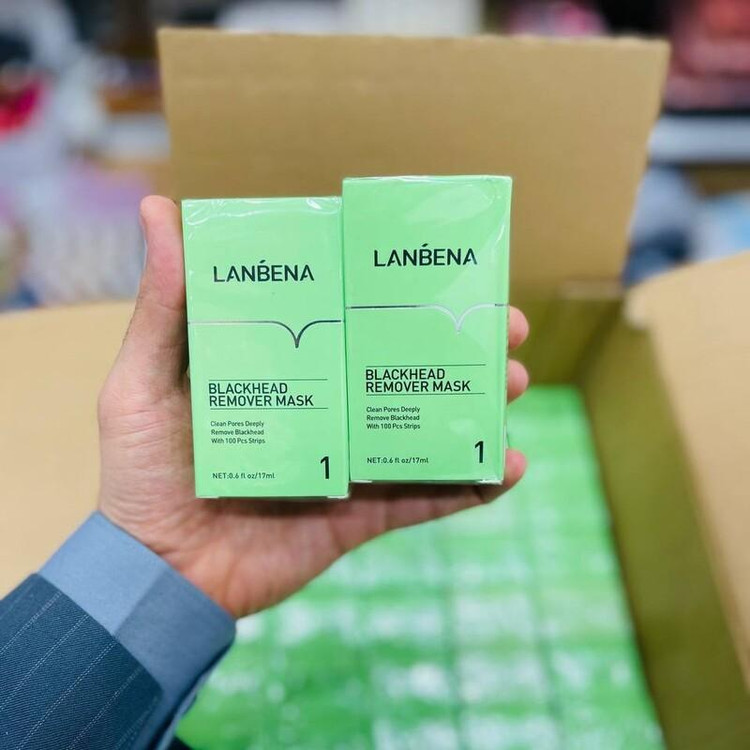 LANBENA
BLACKHEAD
REMOVER MASK
Clean Pores Deeply
Remove Blackhead
With 100 Pcs Strips
NET:0.6 fl oz/17ml
1
LANBENA
BLACKHEAD
REMOVER MASK
Clean Pores Deeply
Remove Blackhead
With 100 Pcs Strips
NET:0.6 fl oz/17ml
1